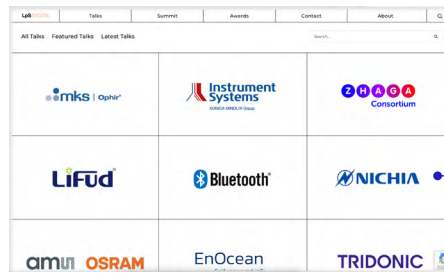 LpS DIGITAL Talks Summit Awards Contact About
All Talks Featured Talks Latest Talks Search...
mks | Ophir
Instrument
Systems
KONICA MINOLTA Group
ZHAGA
Consortium
LiFud
Bluetooth®
NICHIA
amu OSRAM
EnOcean
TRIDONIC